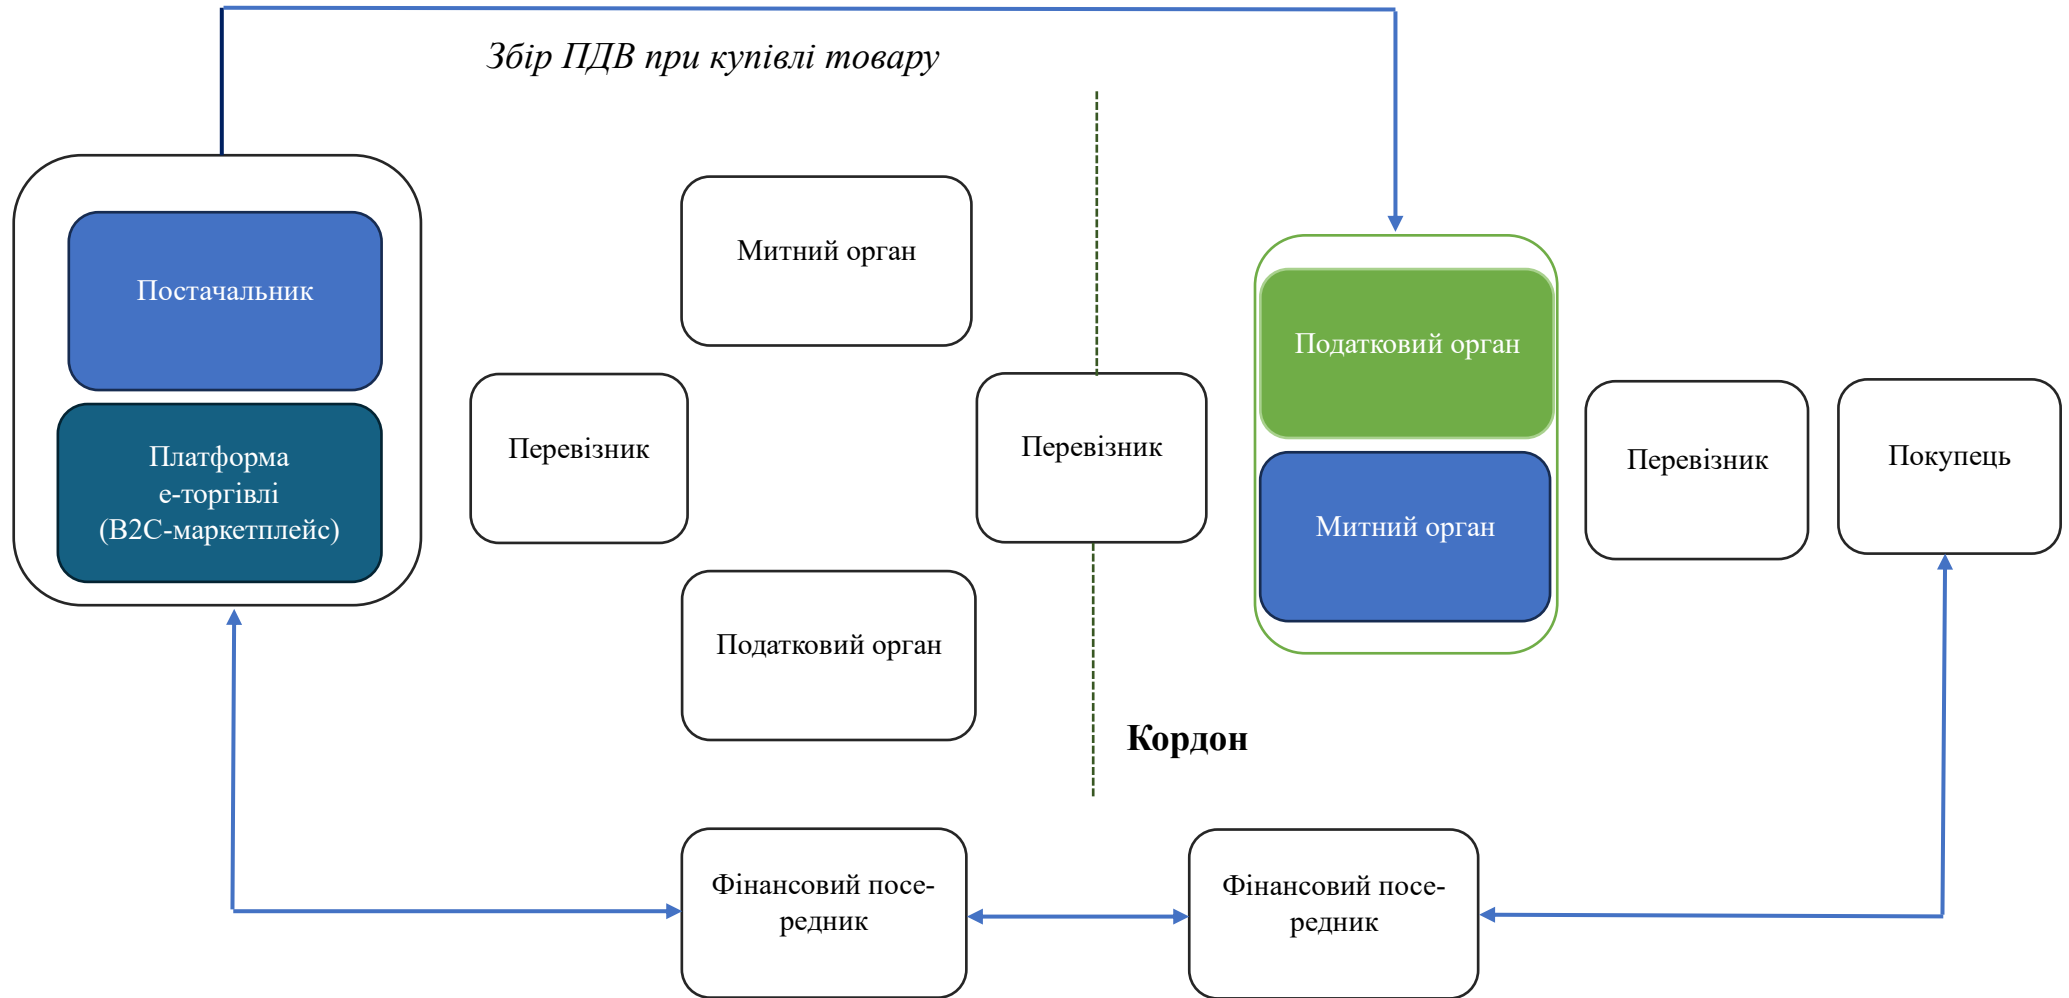 Збір ПДВ при купівлі товару
Митний орган
Постачальник
Податковий орган
Перевізник
Перевізник
Перевізник
Покупець
Платформа
е-торгівлі
(B2C-маркетплейс)
Митний орган
Податковий орган
Кордон
Фінансовий посе-
редник
Фінансовий посе-
редник